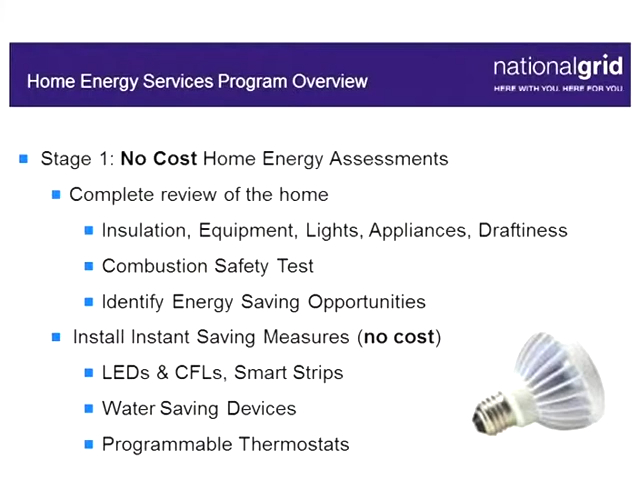 Home Energy Services Program Overview
nationalgrid
HERE WITH YOU. HERE FOR YOU.
Stage 1: No Cost Home Energy Assessments
Complete review of the home
Insulation, Equipment, Lights, Appliances, Draftiness
Combustion Safety Test
Identify Energy Saving Opportunities
Install Instant Saving Measures (no cost)
LEDs & CFLs, Smart Strips
Water Saving Devices
Programmable Thermostats